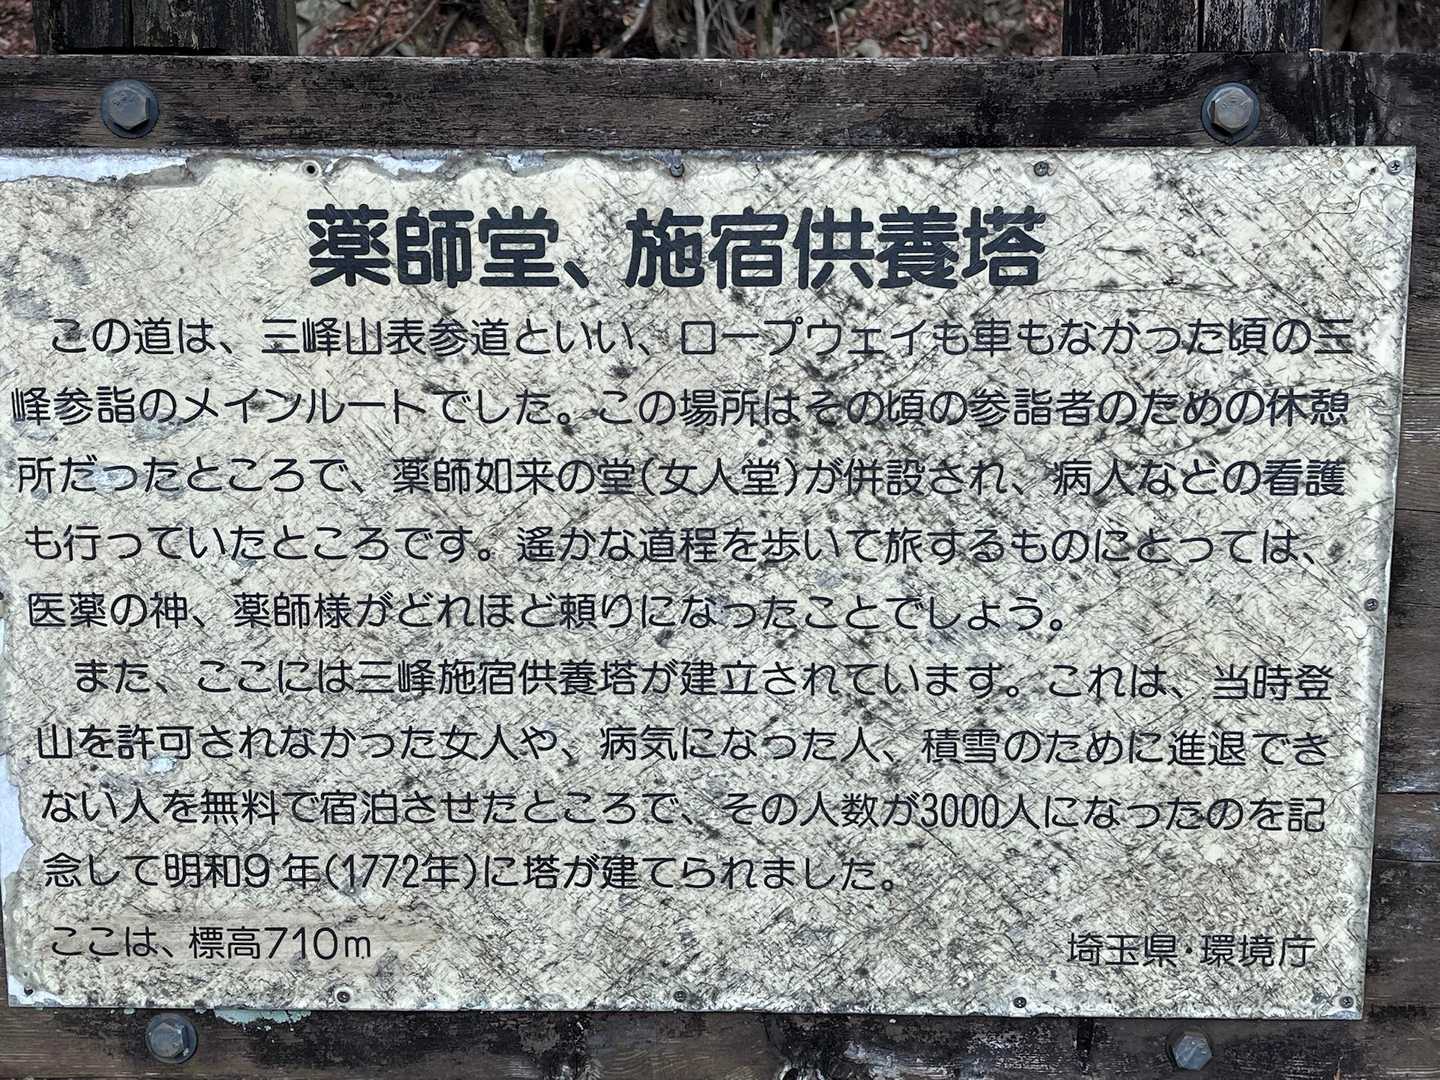 薬師堂、施宿供養塔
この道は、三峰山表参道といい、ロープウェイも車もなかった頃の三
峰参詣のメインルートでした。この場所はその頃の参詣者のための休憩
所だったところで、薬師如来の堂(女人堂)が併設され、病人などの看護
も行っていたところです。遙かな道程を歩いて旅するものにとっては、
医薬の神、薬師様がどれほど頼りになったことでしょう。
また、ここには三峰施宿供養塔が建立されています。これは、当時登
山を許可されなかった女人や、病気になった人、積雪のために進退でき
ない人を無料で宿泊させたところで、その人数が3000人になったのを記
念して明和9年(1772年)に塔が建てられました。
ここは、標高710m
埼玉県・環境庁